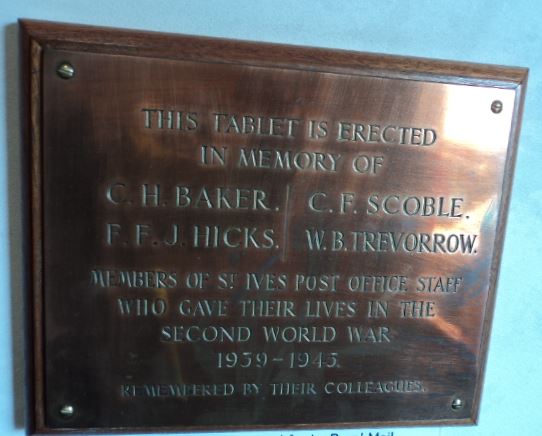 THIS TABLET IS ERECTED
IN MEMORY OF
C. H. BAKER. C. F. SCOBLE.
F. F. J. HICKS. W. B. TREVORROW.
MEMBERS OF ST. IVES POST OFFICE STAFF
WHO GAVE THEIR LIVES IN THE
SECOND WORLD WAR
1939-1945.
REMEMBERED BY THEIR COLLEAGUES.
Mail